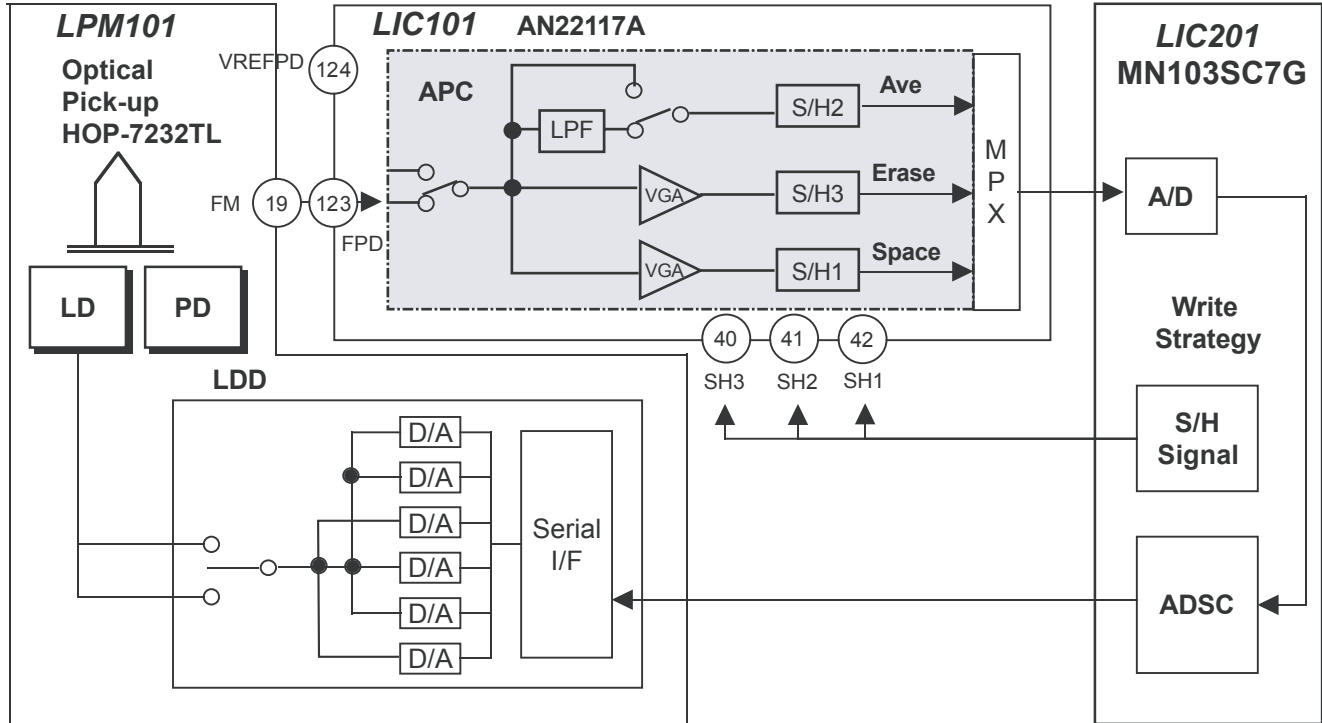 LPM101
Optical
Pick-up
HOP-7232TL
FM
19
LD
PD
LIC101
AN22117A
VREFPD
124
123
FPD
APC
LPF
S/H2
Ave
VGA
S/H3
Erase
VGA
S/H1
Space
M
P
X
40
41
42
SH3
SH2
SH1
LDD
D/A
D/A
D/A
D/A
D/A
D/A
Serial
I/F
LIC201
MN103SC7G
A/D
Write
Strategy
S/H
Signal
ADSC